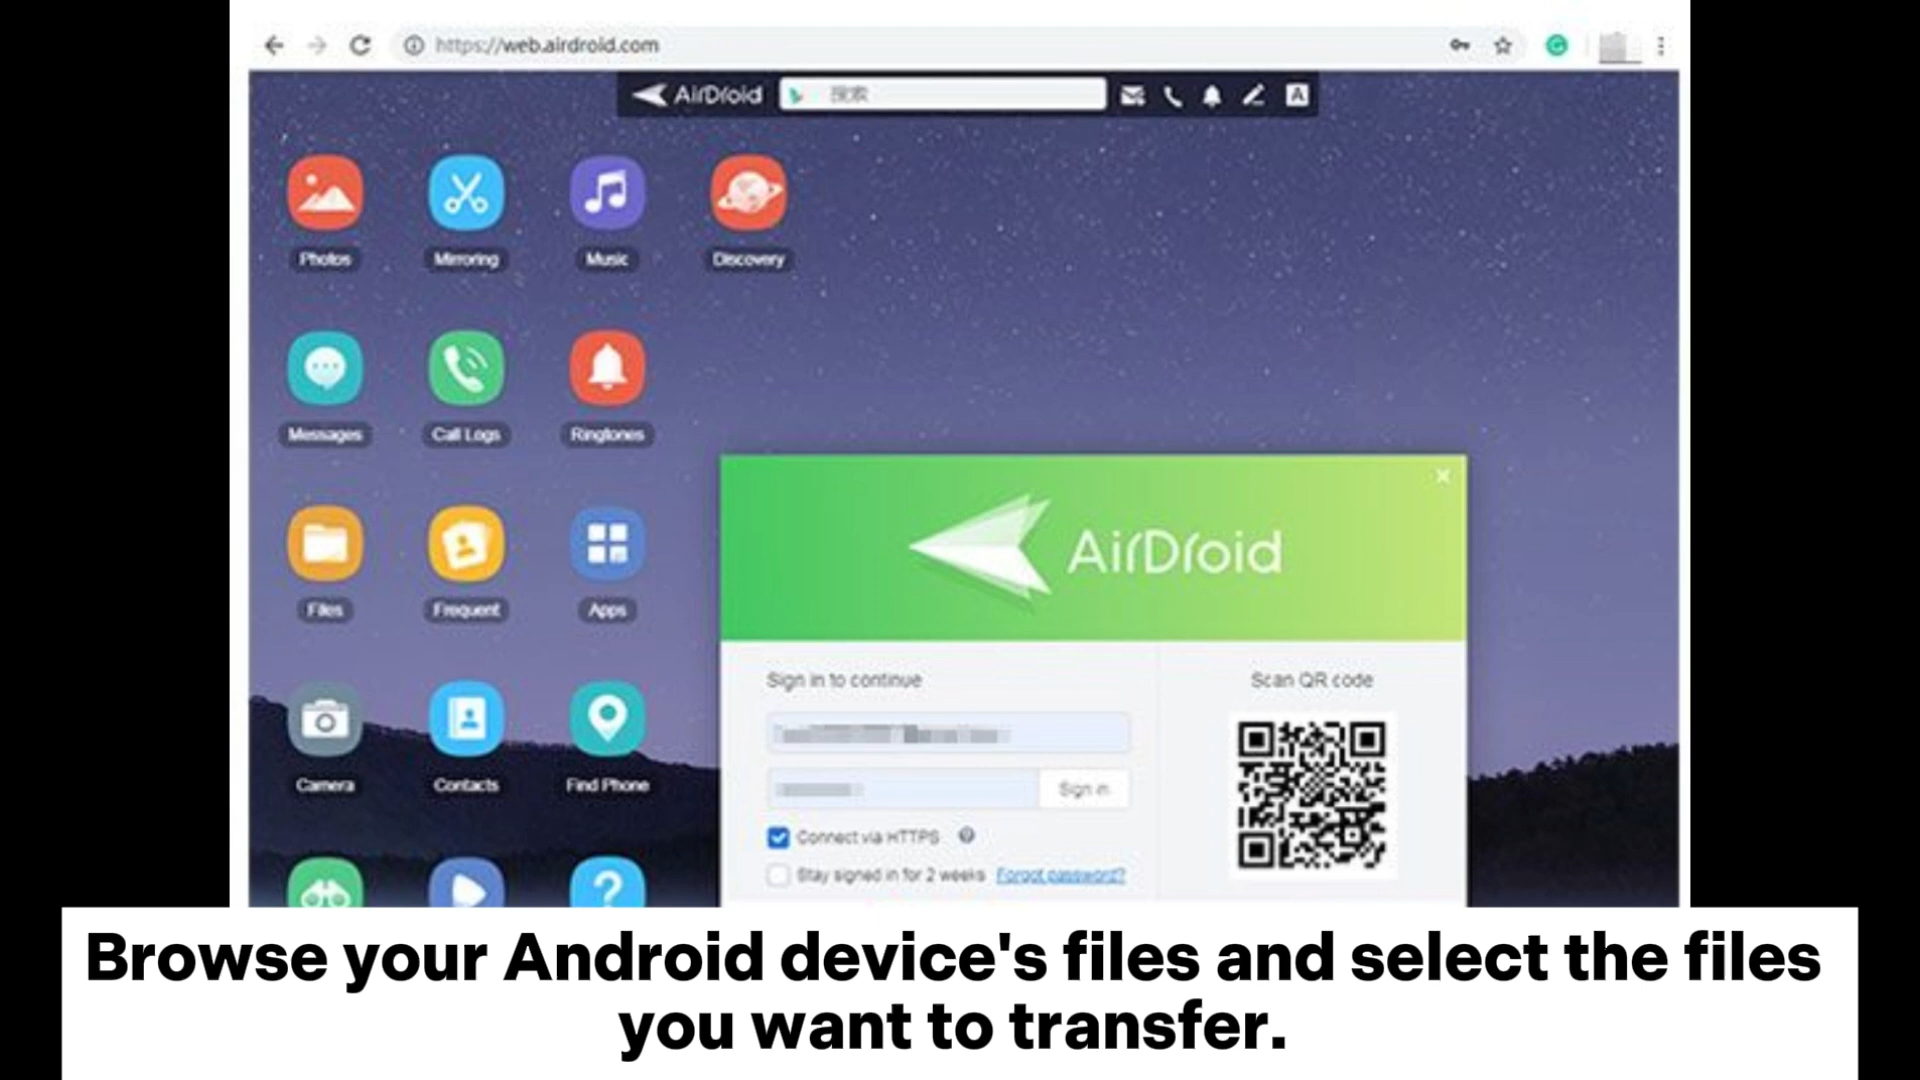 https://web.airdroid.com
AirDroid
搜索
A
Photos
Mirroring
Music
Discovery
Messages
Call Logs
Ringtones
Files
Frequent
Apps
Camera
Contacts
Find Phone
?
AirDroid
Sign in to continue
Scan QR code
Sign in
Connect via HTTPS
Stay signed in for 2 weeks Forgot password?
Browse your Android device's files and select the files
you want to transfer.